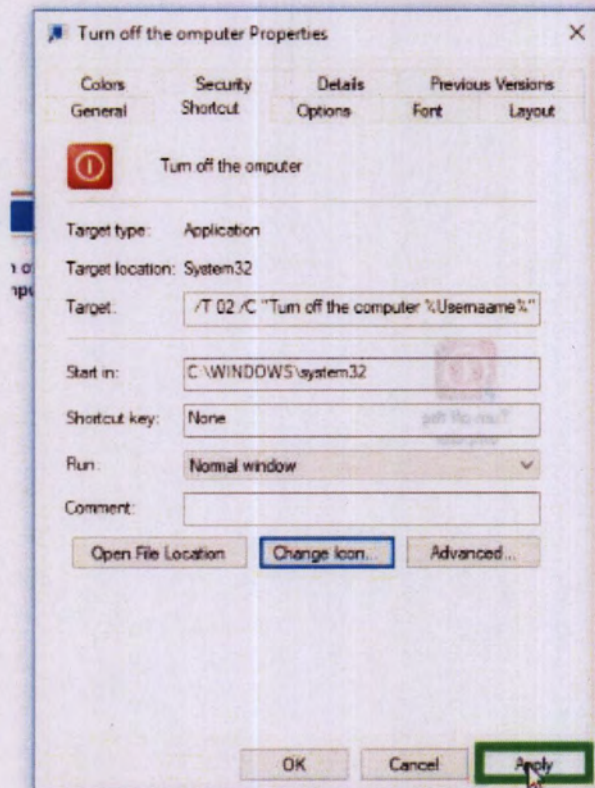 Turn off the omputer Properties
Colors Security Details Previous Versions
General Shortcut Options Font Layout
Turn off the omputer
Target type: Application
Target location: System32
Target: /T 02 /C "Turn off the computer %Usernaame%"
Start in: C:\WINDOWS\system32
Shortcut key: None
Run: Normal window
Comment:
Open File Location Change Icon... Advanced...
OK Cancel Apply